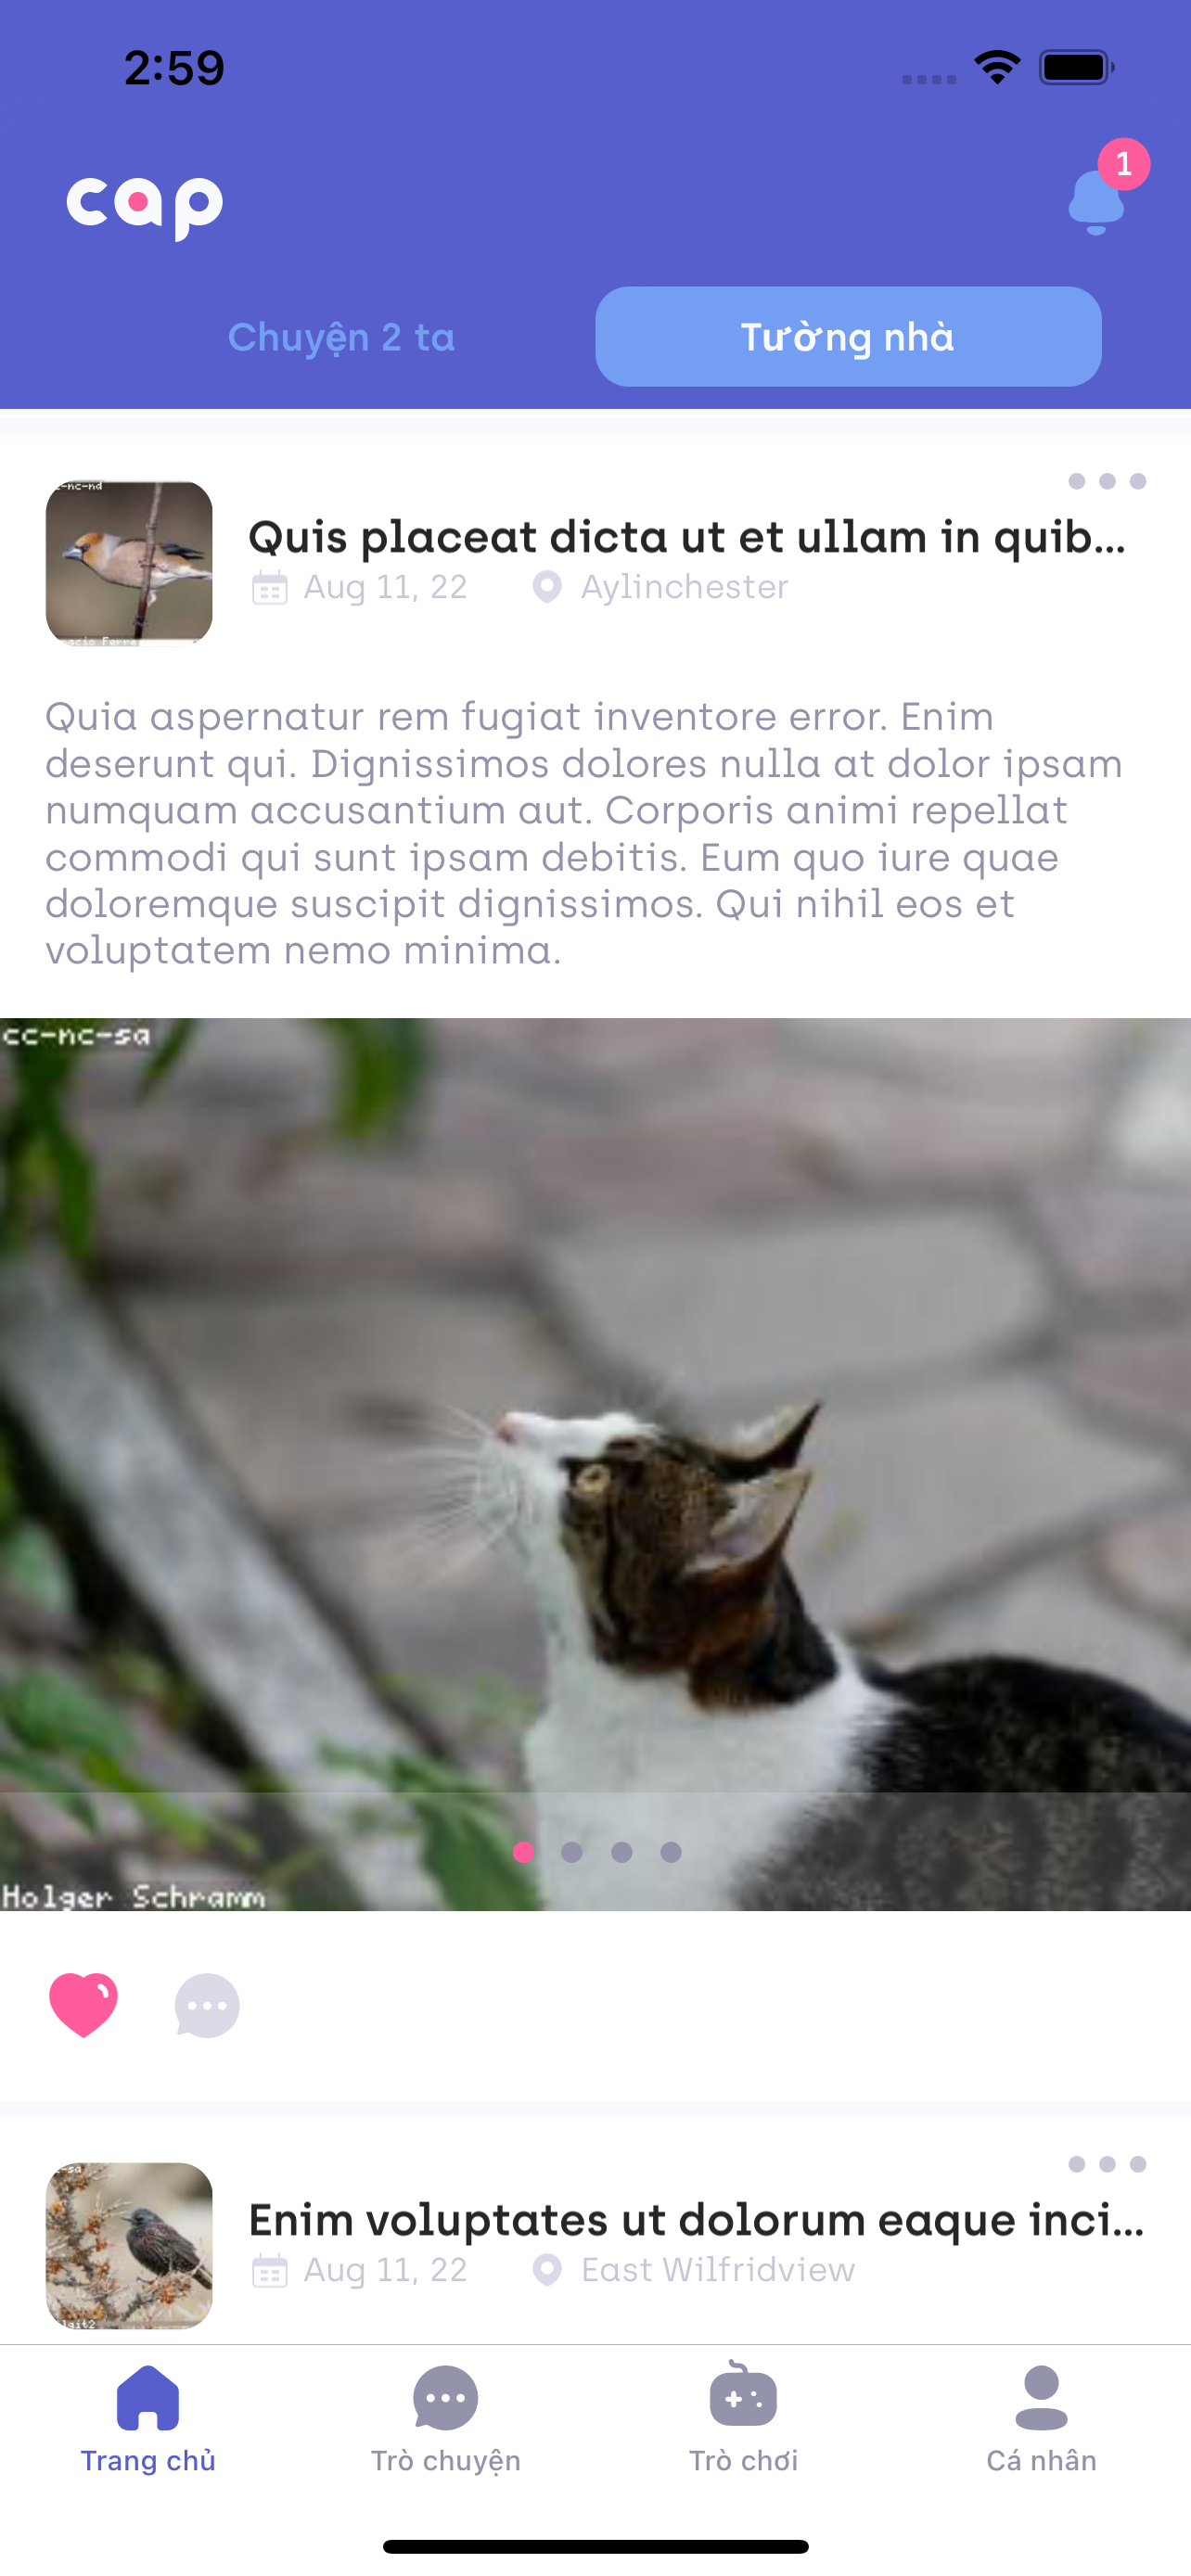 2:59
cap
1
Chuyện 2 ta
Tường nhà
-nc-nd
Quis placeat dicta ut et ullam in quib...
Aug 11, 22
Aylinchester
Quia aspernatur rem fugiat inventore error. Enim
deserunt qui. Dignissimos dolores nulla at dolor ipsam
numquam accusantium aut. Corporis animi repellat
commodi qui sunt ipsam debitis. Eum quo iure quae
doloremque suscipit dignissimos. Qui nihil eos et
voluptatem nemo minima.
cc-nc-sa
Holger Schramm
Enim voluptates ut dolorum eaque inci...
Aug 11, 22
East Wilfridview
Trang chủ
Trò chuyện
Trò chơi
Cá nhân